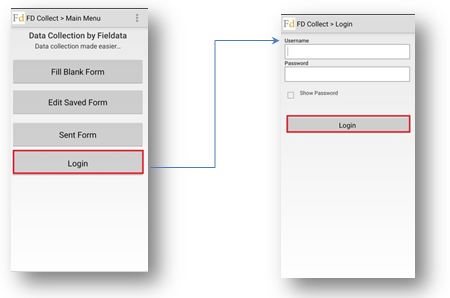 Fd FD Collect > Main Menu
Data Collection by Fieldata
Data collection made easier...
Fill Blank Form
Edit Saved Form
Sent Form
Login
Fd FD Collect > Login
Username
Password
Show Password
Login